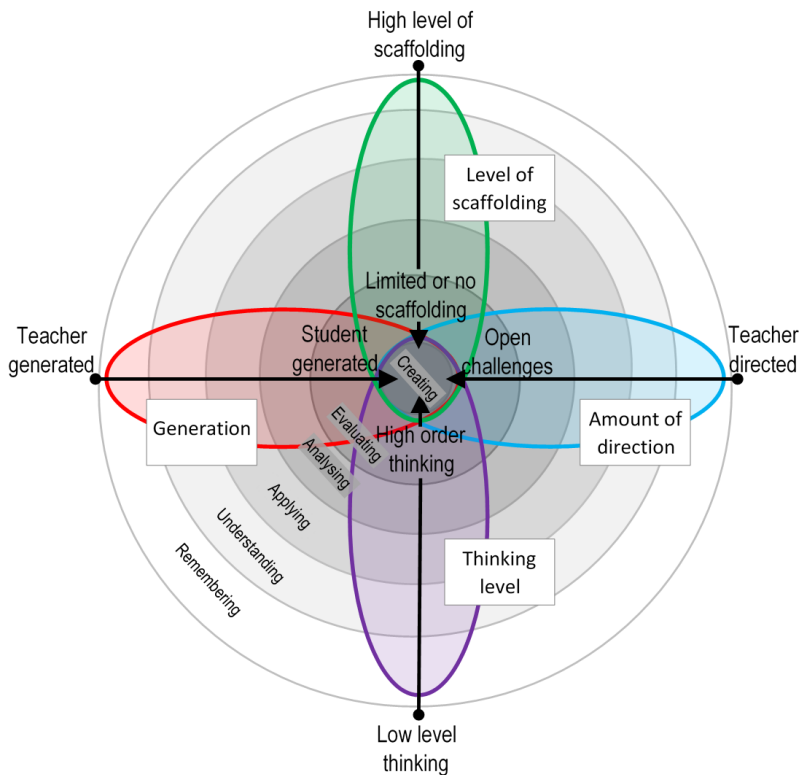 High level of
scaffolding
Level of
scaffolding
Limited or no
scaffolding
Teacher
generated
Student
generated
Open
challenges
Teacher
directed
Creating
Generation
Evaluating
High order
thinking
Amount of
direction
Analysing
Applying
Understanding
Remembering
Thinking
level
Low level
thinking